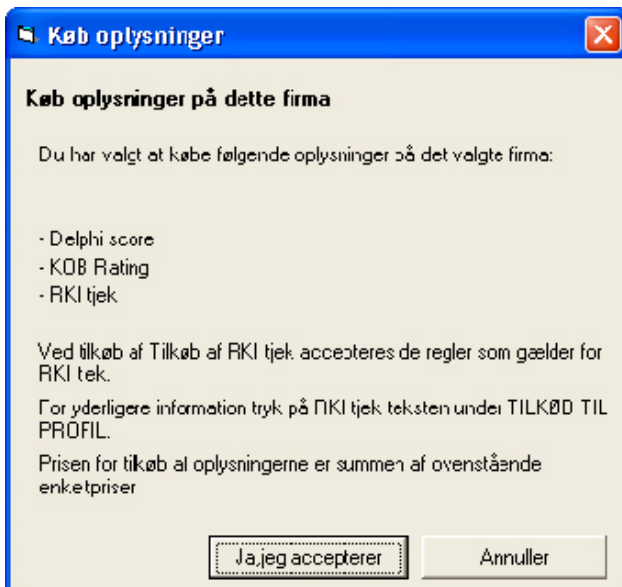 Køb oplysninger
Køb oplysninger på dette firma
Du har valgt at købe følgende oplysninger på det valgte firma:
- Delphi score
- KOB Rating
- RKI tjek
Ved tilkøb af Tilkøb af RKI tjek accepteres de regler som gælder for
RKI tjek.
For yderligere information tryk på RKI tjek teksten under TILKØB TIL
PROFIL.
Prisen for tilkøb af oplysningerne er summen af ovenstående
enketpriser
Ja,jeg accepterer
Annuller